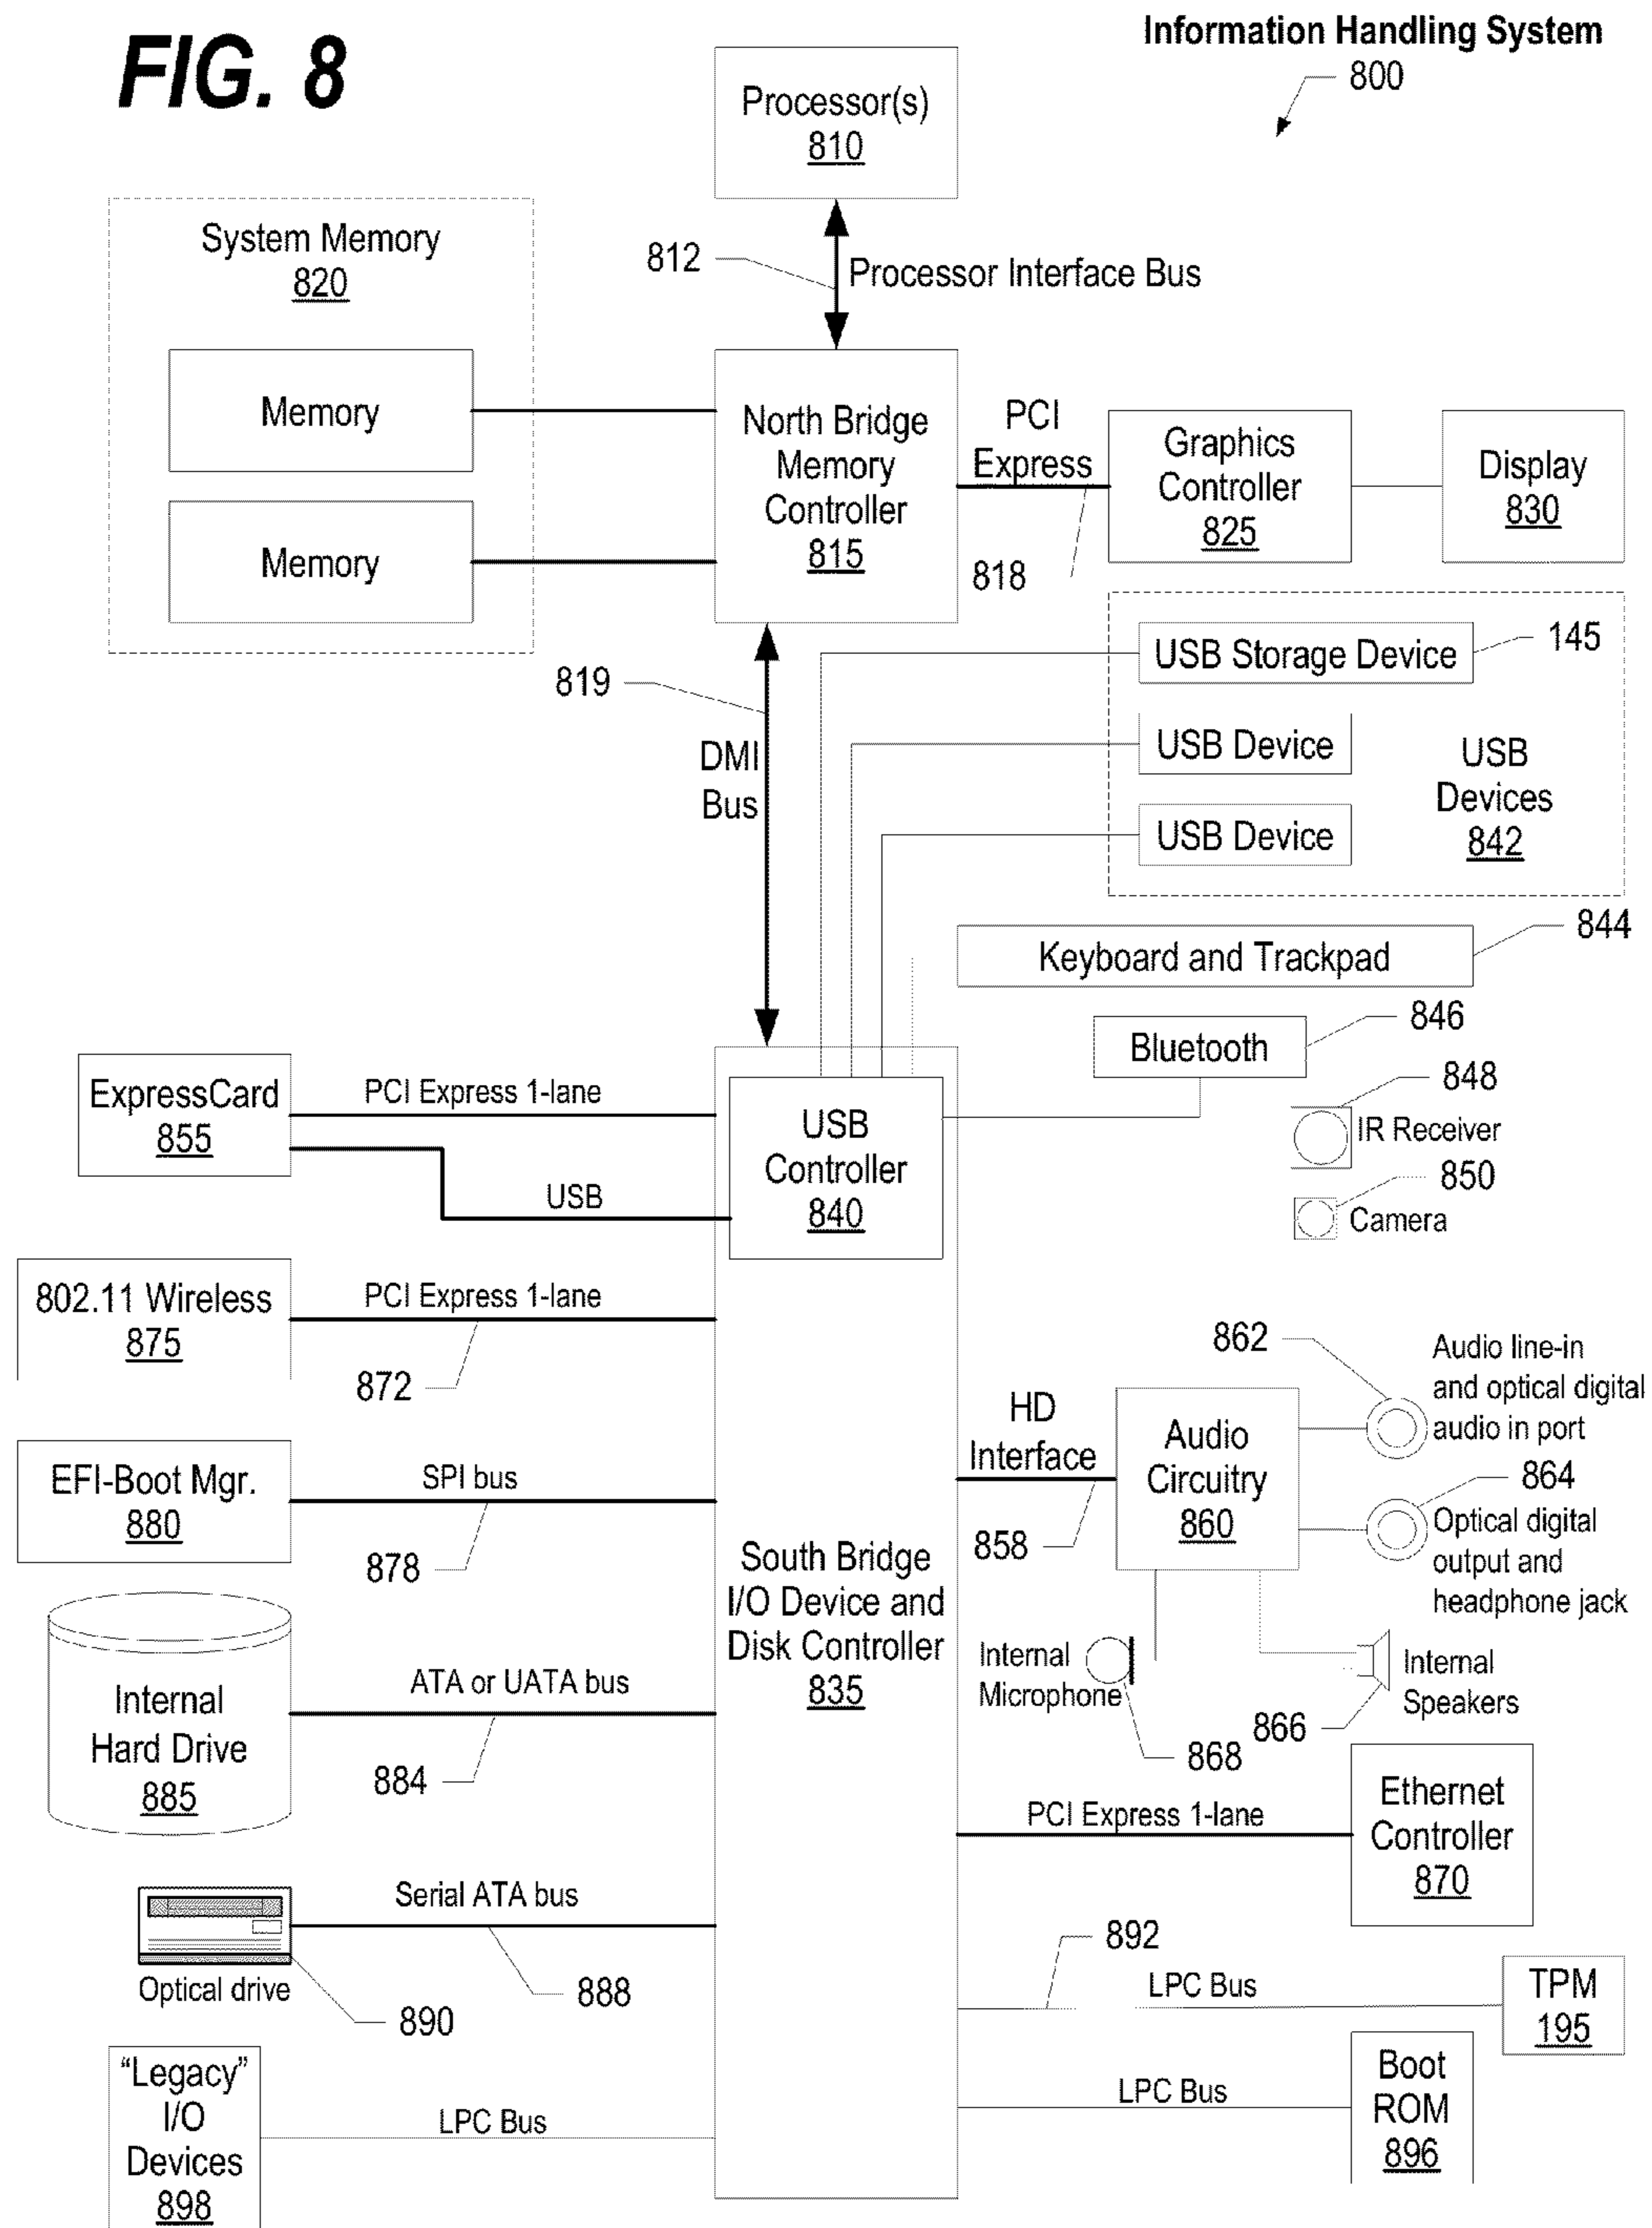 FIG. 8
Information Handling System
800
Processor(s)
810
System Memory
820
812
Processor Interface Bus
Memory
Memory
North Bridge
Memory
Controller
815
PCI
Express
818
Graphics
Controller
825
Display
830
819
DMI
Bus
USB Storage Device
145
USB Device
USB Device
USB
Devices
842
Keyboard and Trackpad
844
Bluetooth
846
848
IR Receiver
850
Camera
ExpressCard
855
PCI Express 1-lane
USB
USB
Controller
840
802.11 Wireless
875
PCI Express 1-lane
872
EFI-Boot Mgr.
880
SPI bus
878
South Bridge
I/O Device and
Disk Controller
835
HD
Interface
858
Audio
Circuitry
860
862
Audio line-in
and optical digital
audio in port
864
Optical digital
output and
headphone jack
Internal
Microphone
868
866
Internal
Speakers
Internal
Hard Drive
885
ATA or UATA bus
884
PCI Express 1-lane
Ethernet
Controller
870
Serial ATA bus
888
Optical drive
890
892
LPC Bus
TPM
195
"Legacy"
I/O
Devices
898
LPC Bus
LPC Bus
Boot
ROM
896